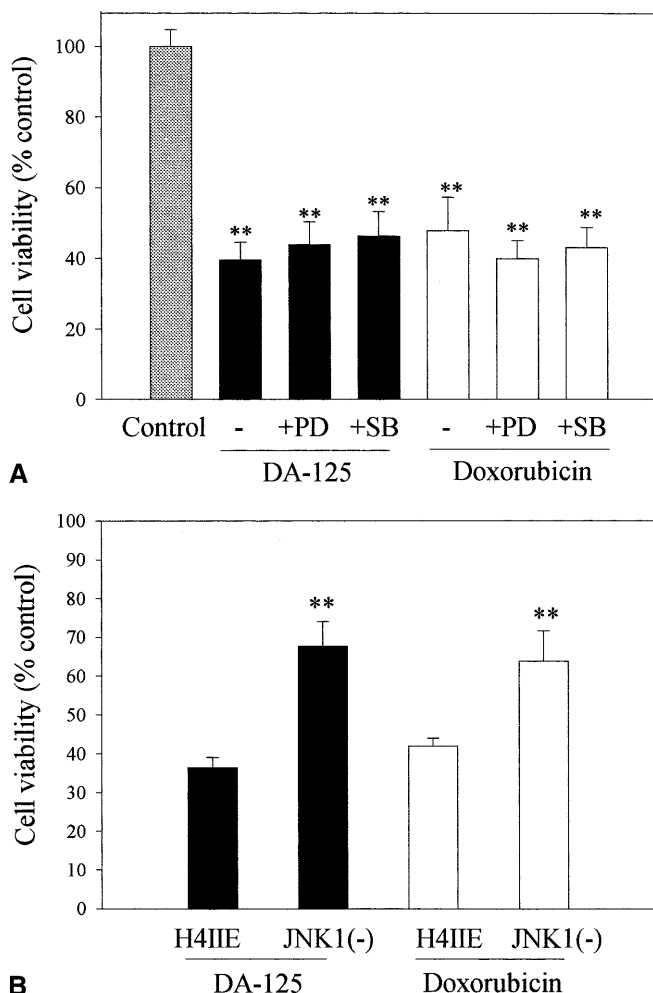 Cell viability (% control)
100
80
60
40
20
0
** ** ** ** ** **
Control - +PD +SB - +PD +SB
DA-125 Doxorubicin
A
Cell viability (% control)
100
90
80
70
60
50
40
30
20
10
0
** **
H4IIE JNK1(-) H4IIE JNK1(-)
DA-125 Doxorubicin
B